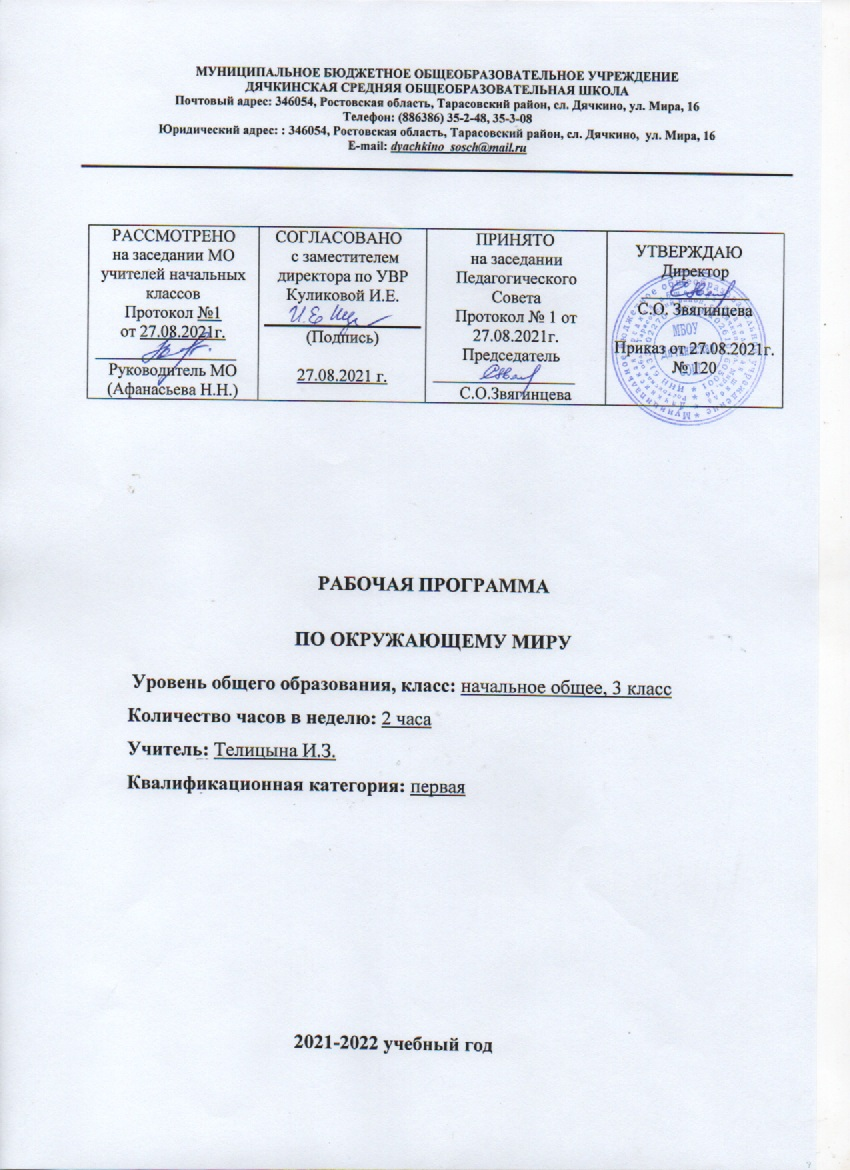 МУНИЦИПАЛЬНОЕ БЮДЖЕТНОЕ ОБЩЕОБРАЗОВАТЕЛЬНОЕ УЧРЕЖДЕНИЕ
ДЯЧКИНСКАЯ СРЕДНЯЯ ОБЩЕОБРАЗОВАТЕЛЬНАЯ ШКОЛА
Почтовый адрес: 346054, Ростовская область, Тарасовский район, сл. Дячкино, ул. Мира, 16
Телефон: (886386) 35-2-48, 35-3-08
Юридический адрес: : 346054, Ростовская область, Тарасовский район, сл. Дячкино, ул. Мира, 16
E-mail: dyachkino_sosch@mail.ru
РАССМОТРЕНО
на заседании МО
учителей начальных
классов
Протокол №1
от 27.08.2021г.
Руководитель МО
(Афанасьева Н.Н.)
СОГЛАСОВАНО
с заместителем
директора по УВР
Куликовой И.Е.
(Подпись)
27.08.2021 г.
ПРИНЯТО
на заседании
Педагогического
Совета
Протокол № 1 от
27.08.2021г.
Председатель
С.О.Звягинцева
УТВЕРЖДАЮ
Директор
С.О. Звягинцева
Приказ от 27.08.2021г.
№ 120
МБОУ
РАБОЧАЯ ПРОГРАММА
ПО ОКРУЖАЮЩЕМУ МИРУ
Уровень общего образования, класс: начальное общее, 3 класс
Количество часов в неделю: 2 часа
Учитель: Телицына И.З.
Квалификационная категория: первая
2021-2022 учебный год